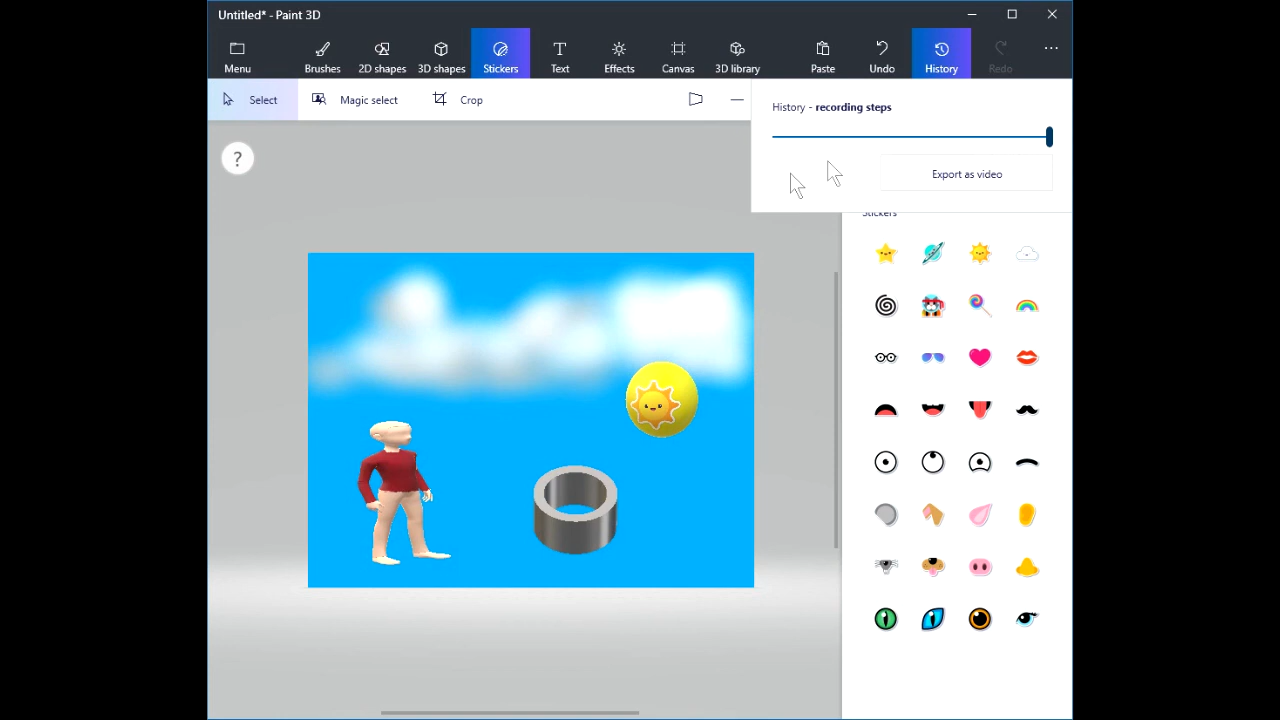 Untitled* - Paint 3D
Menu
Brushes
2D shapes
3D shapes
Stickers
Text
Effects
Canvas
3D library
Paste
Undo
History
Redo
Select
Magic select
Crop
History - recording steps
?
Export as video
Stickers